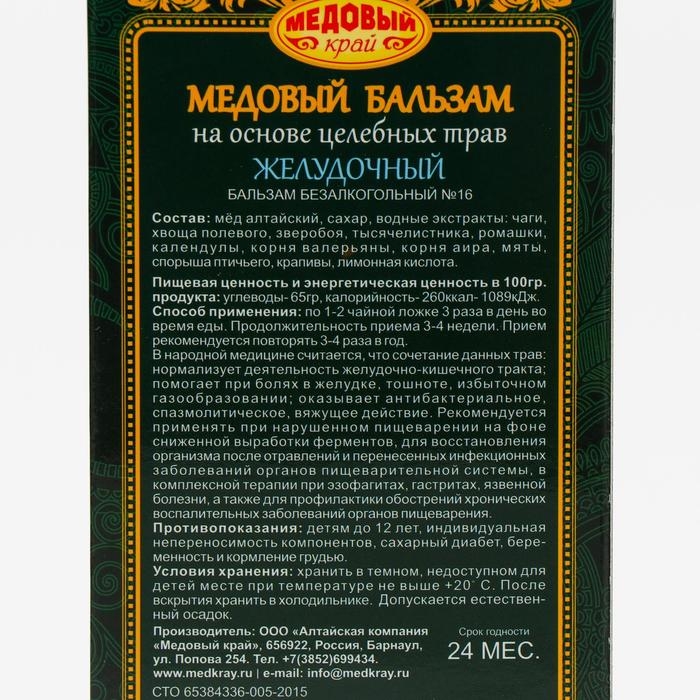 МЕДОВЫЙ
край
МЕДОВЫЙ БАЛЬЗАМ
на основе целебных трав
ЖЕЛУДОЧНЫЙ
БАЛЬЗАМ БЕЗАЛКОГОЛЬНЫЙ №16
Состав: мёд алтайский, сахар, водные экстракты: чаги,
хвоща полевого, зверобоя, тысячелистника, ромашки,
календулы, корня валерьяны, корня аира, мяты,
спорыша птичьего, крапивы, лимонная кислота.
Пищевая ценность и энергетическая ценность в 100гр.
продукта: углеводы- 65гр, калорийность- 260ккал- 1089кДж.
Способ применения: по 1-2 чайной ложке 3 раза в день во
время еды. Продолжительность приема 3-4 недели. Прием
рекомендуется повторять 3-4 раза в год.
В народной медицине считается, что сочетание данных трав:
нормализует деятельность желудочно-кишечного тракта;
помогает при болях в желудке, тошноте, избыточном
газообразовании; оказывает антибактериальное,
спазмолитическое, вяжущее действие. Рекомендуется
применять при нарушенном пищеварении на фоне
сниженной выработки ферментов, для восстановления
организма после отравлений и перенесенных инфекционных
заболеваний органов пищеварительной системы, в
комплексной терапии при эзофагитах, гастритах, язвенной
болезни, а также для профилактики обострений хронических
воспалительных заболеваний органов пищеварения.
Противопоказания: детям до 12 лет, индивидуальная
непереносимость компонентов, сахарный диабет, бере-
менность и кормление грудью.
Условия хранения: хранить в темном, недоступном для
детей месте при температуре не выше +20° С. После
вскрытия хранить в холодильнике. Допускается естествен-
ный осадок.
Производитель: ООО «Алтайская компания
«Медовый край», 656922, Россия, Барнаул,
ул. Попова 254. Тел. +7(3852)699434.
www.medkray.ru | e-mail: info@medkray.ru
СТО 65384336-005-2015
Срок годности
24 МЕС.